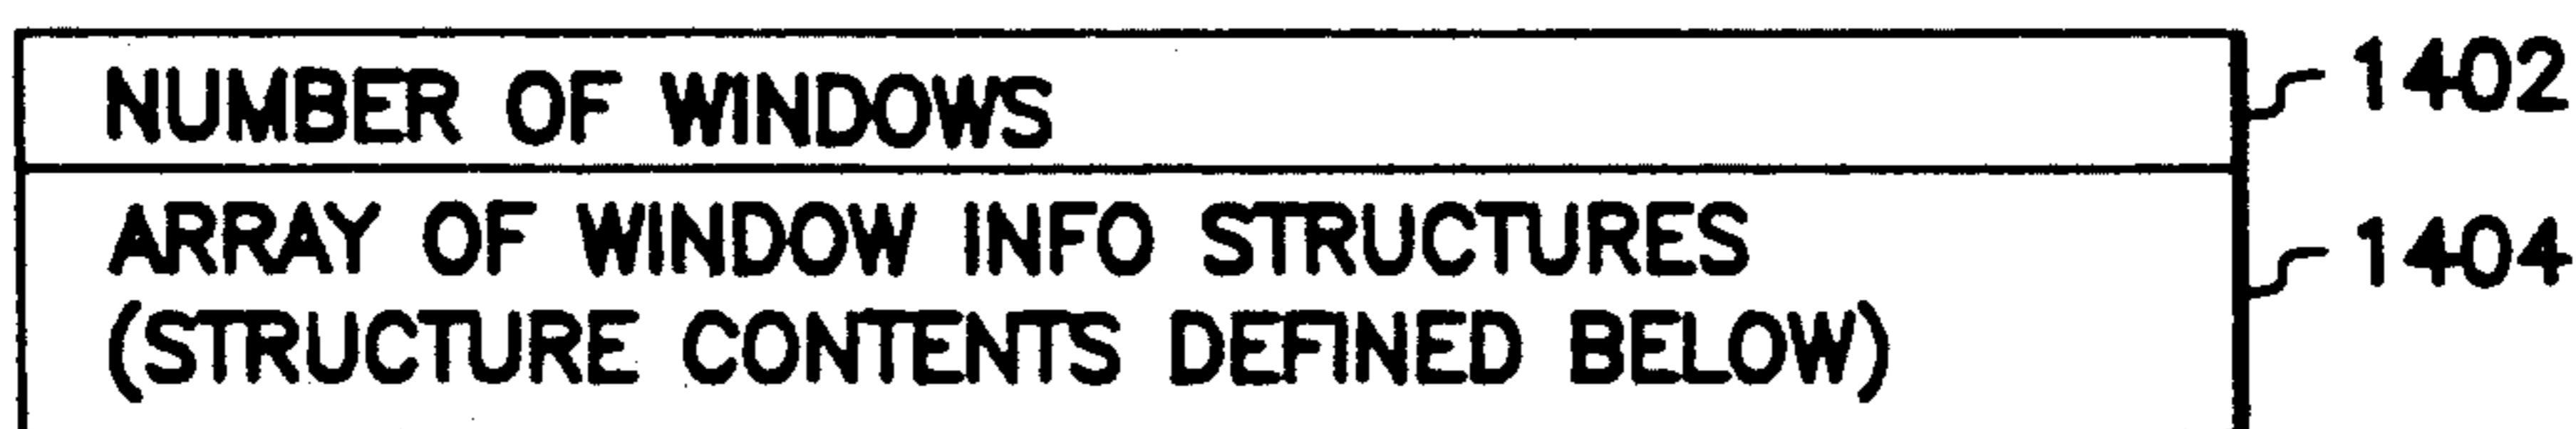 NUMBER OF WINDOWS 1402
ARRAY OF WINDOW INFO STRUCTURES 1404
(STRUCTURE CONTENTS DEFINED BELOW)